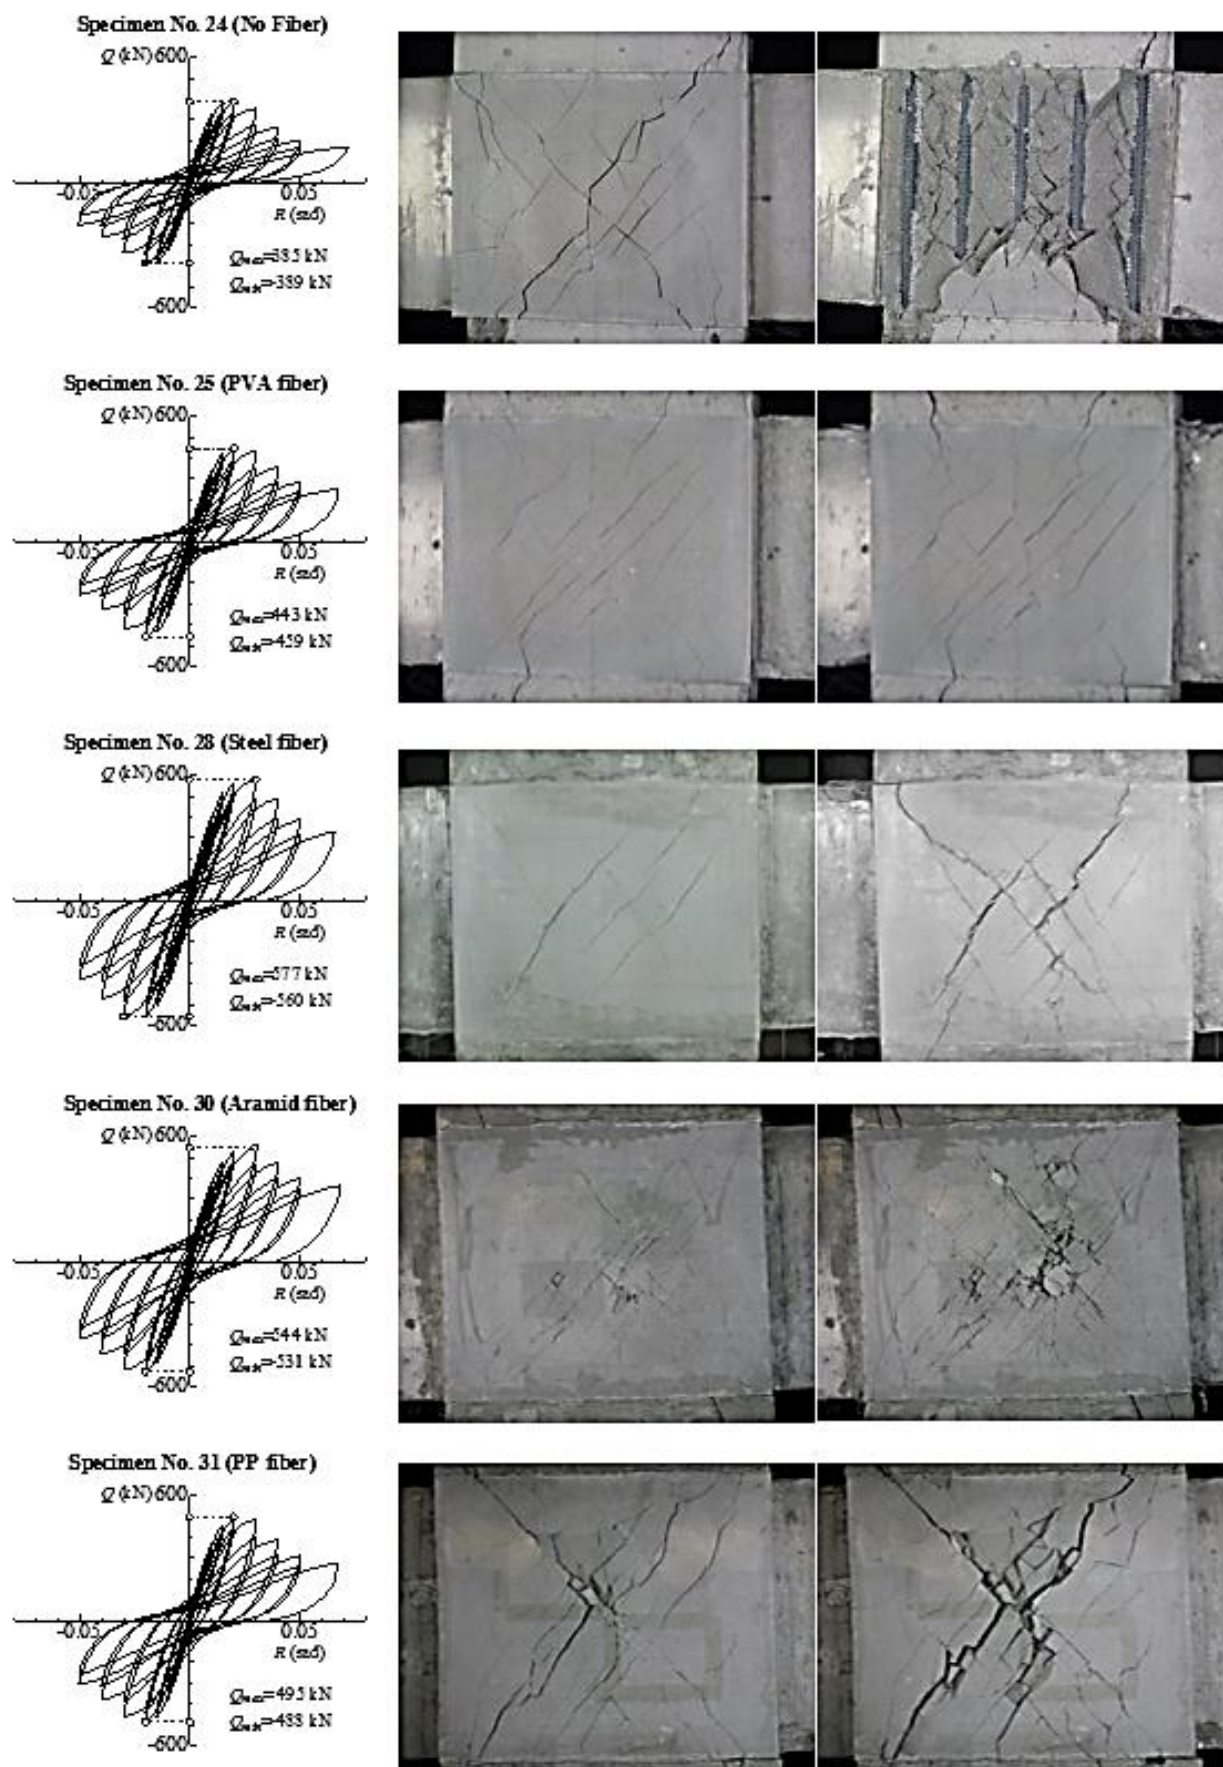 Specimen No. 24 (No Fiber)
Q (kN) 600
-0.05
0.05
R (rad)
Qmax=385 kN
Qmin=-389 kN
-600
Specimen No. 25 (PVA fiber)
Q (kN) 600
-0.05
0.05
R (rad)
Qmax=443 kN
Qmin=-459 kN
-600
Specimen No. 28 (Steel fiber)
Q (kN) 600
-0.05
0.05
R (rad)
Qmax=577 kN
Qmin=-560 kN
-600
Specimen No. 30 (Aramid fiber)
Q (kN) 600
-0.05
0.05
R (rad)
Qmax=544 kN
Qmin=-531 kN
-600
Specimen No. 31 (PP fiber)
Q (kN) 600
-0.05
0.05
R (rad)
Qmax=495 kN
Qmin=-488 kN
-600